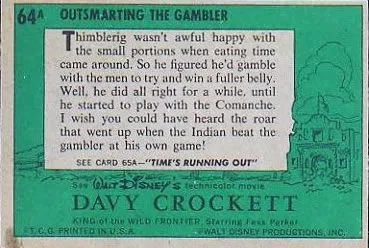 64A OUTSMARTING THE GAMBLER
Thimblerig wasn't awful happy with
the small portions when eating time
came around. So he figured he'd gamble
with the men to try and win a fuller belly.
Well, he did all right for a while, until
he started to play with the Comanche.
I wish you could have heard the roar
that went up when the Indian beat the
gambler at his own game!
SEE CARD 65A—"TIME'S RUNNING OUT"
See Walt Disney's technicolor movie
DAVY CROCKETT
KING of the WILD FRONTIER, Starring Fess Parker
©T.C.G. PRINTED IN U.S.A. ©WALT DISNEY PRODUCTIONS, INC.